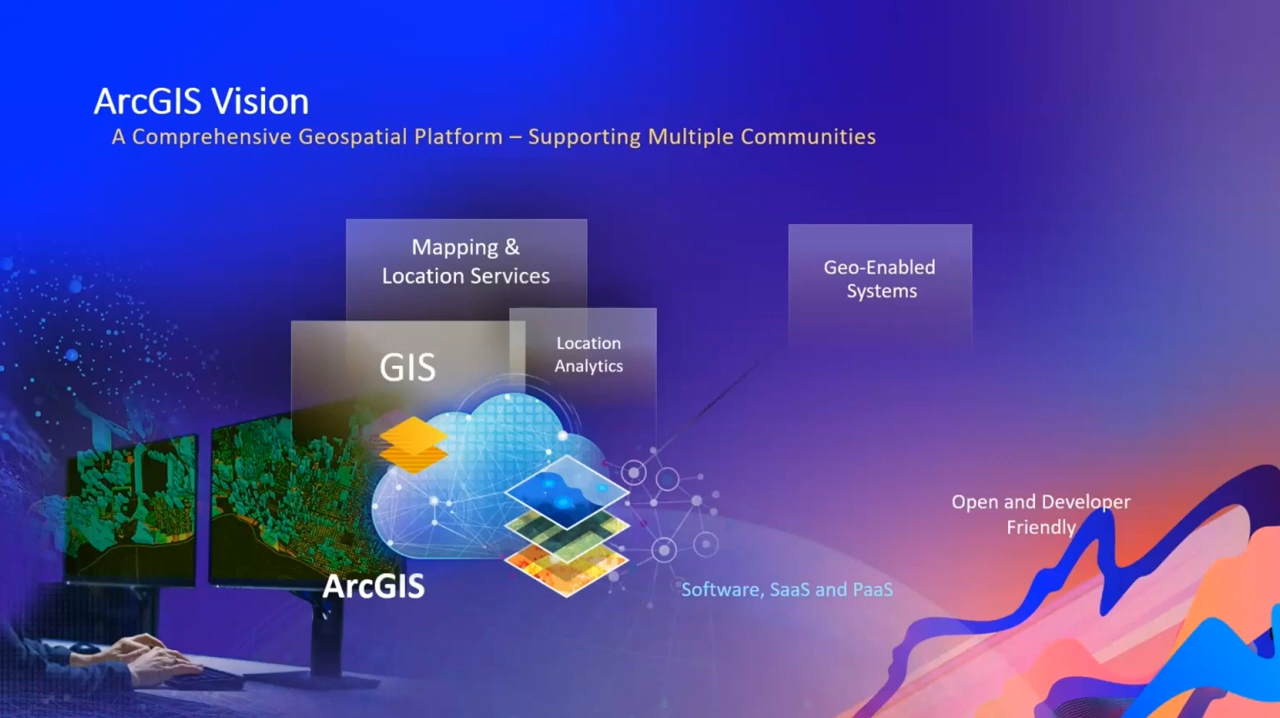 ArcGIS Vision
A Comprehensive Geospatial Platform – Supporting Multiple Communities
Mapping &
Location Services
Geo-Enabled
Systems
Location
Analytics
GIS
Open and Developer
Friendly
ArcGIS
Software, SaaS and PaaS